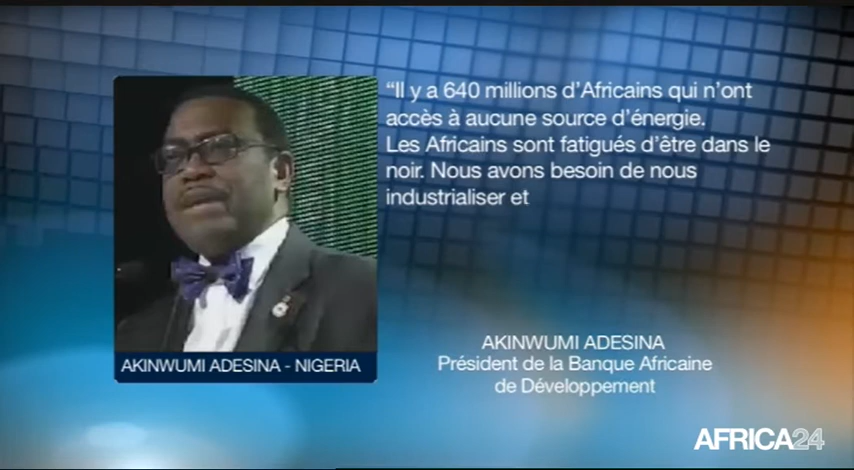 “Il y a 640 millions d’Africains qui n’ont
accès à aucune source d’énergie.
Les Africains sont fatigués d’être dans le
noir. Nous avons besoin de nous
industrialiser et
AKINWUMI ADESINA - NIGERIA
AKINWUMI ADESINA
Président de la Banque Africaine
de Développement
AFRICA24